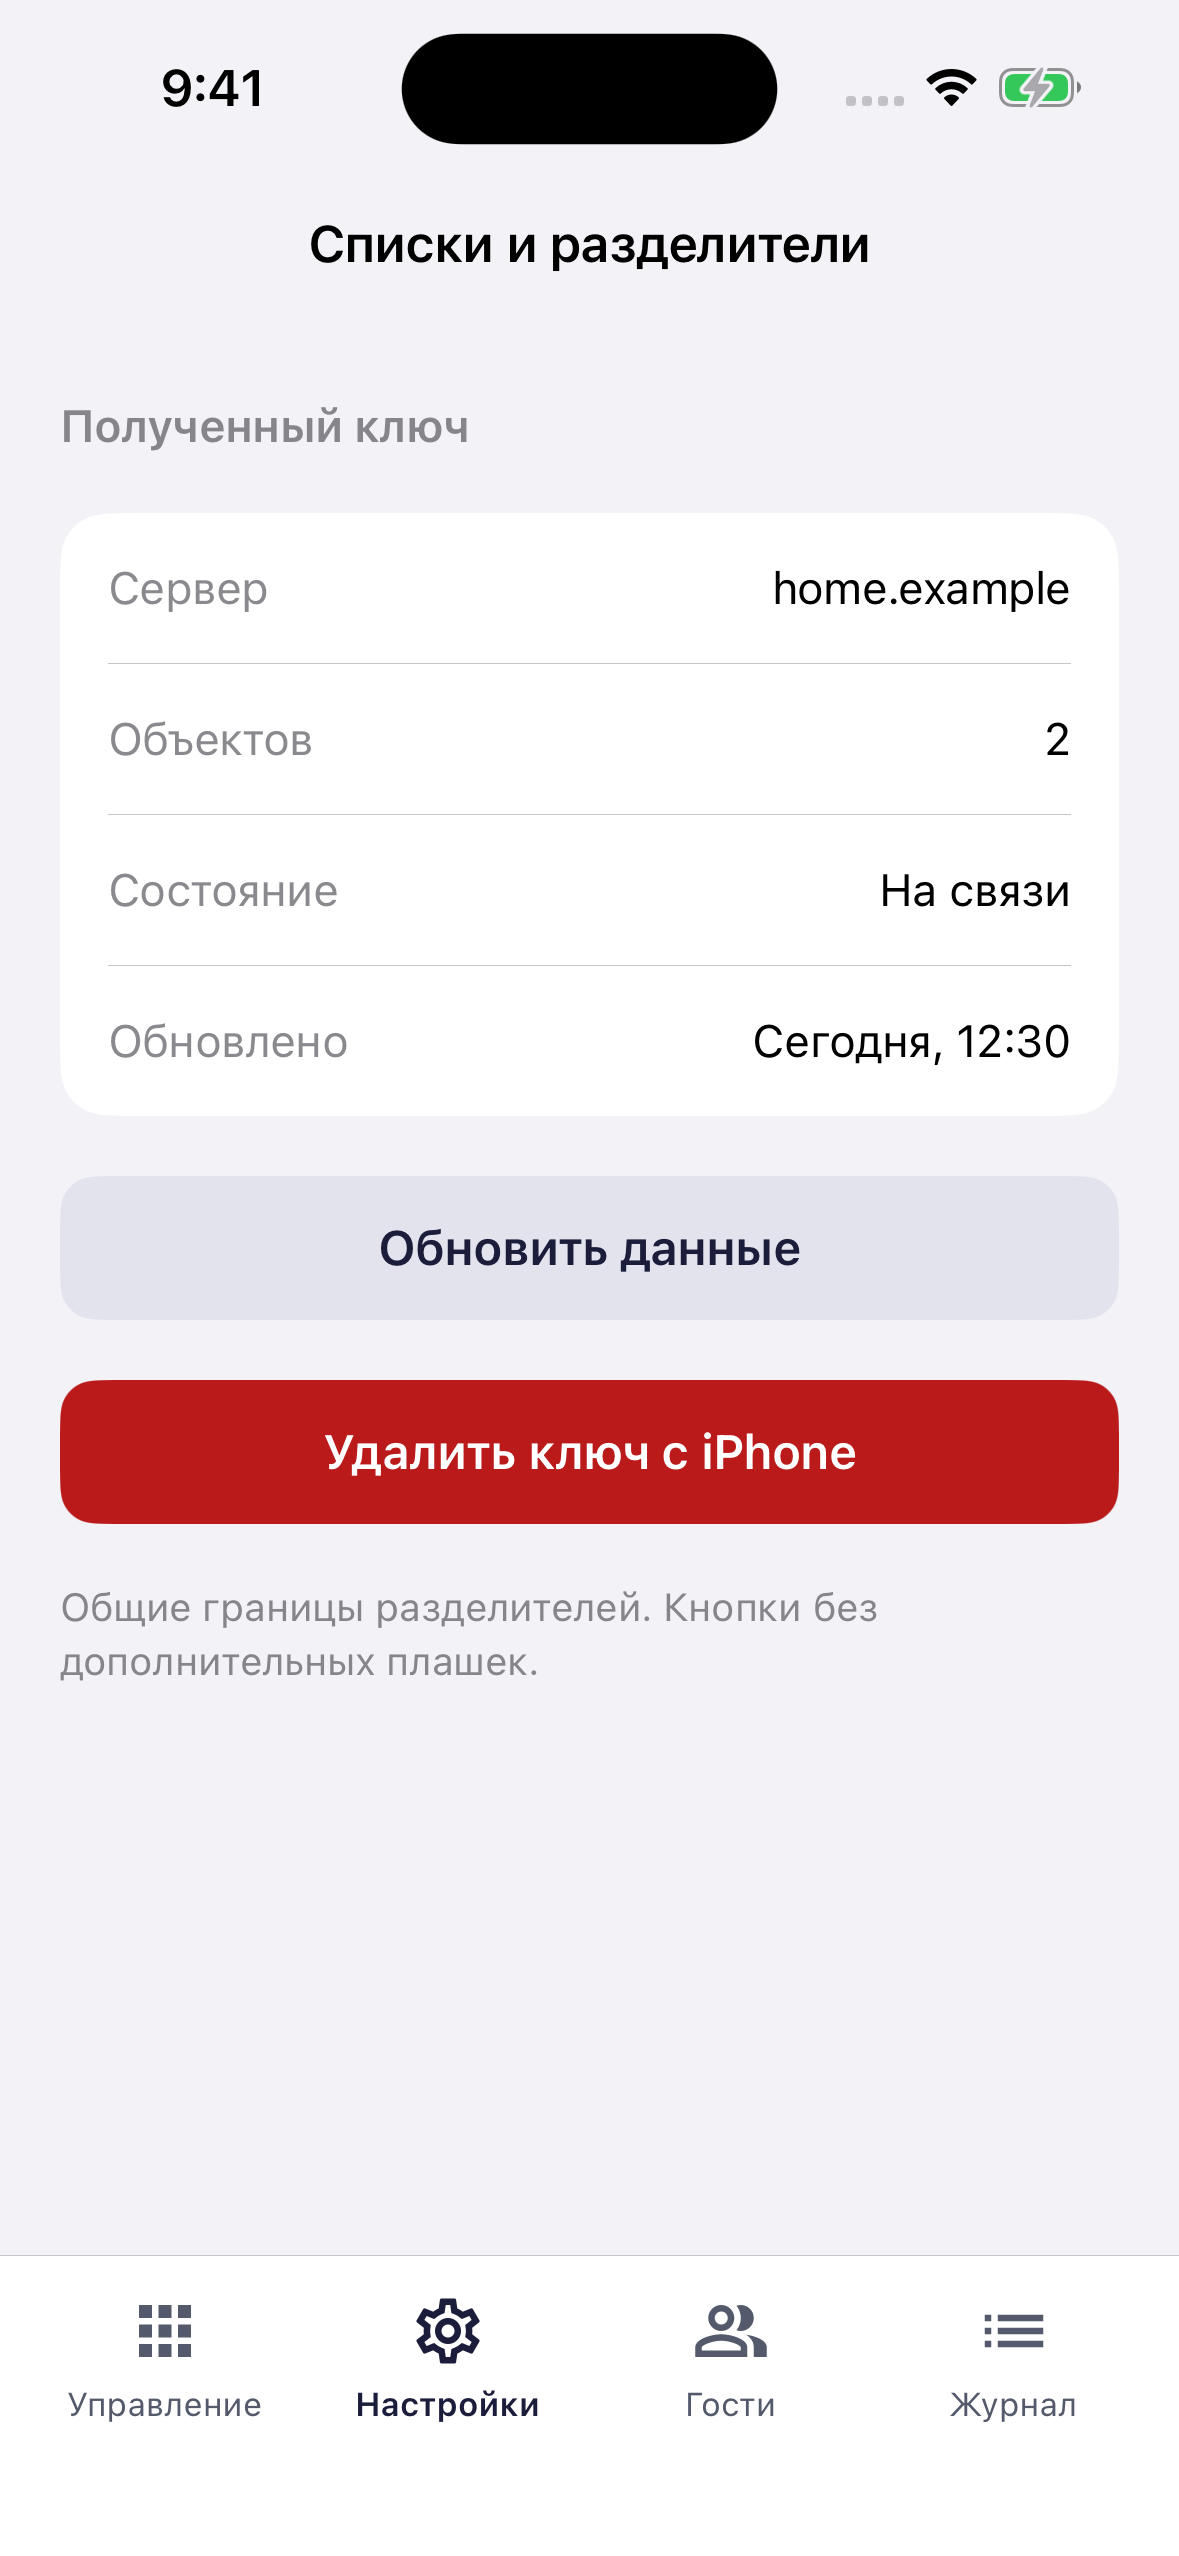 9:41
Списки и разделители
Полученный ключ
Сервер home.example
Объектов 2
Состояние На связи
Обновлено Сегодня, 12:30
Обновить данные
Удалить ключ с iPhone
Общие границы разделителей. Кнопки без
дополнительных плашек.
Управление Настройки Гости Журнал